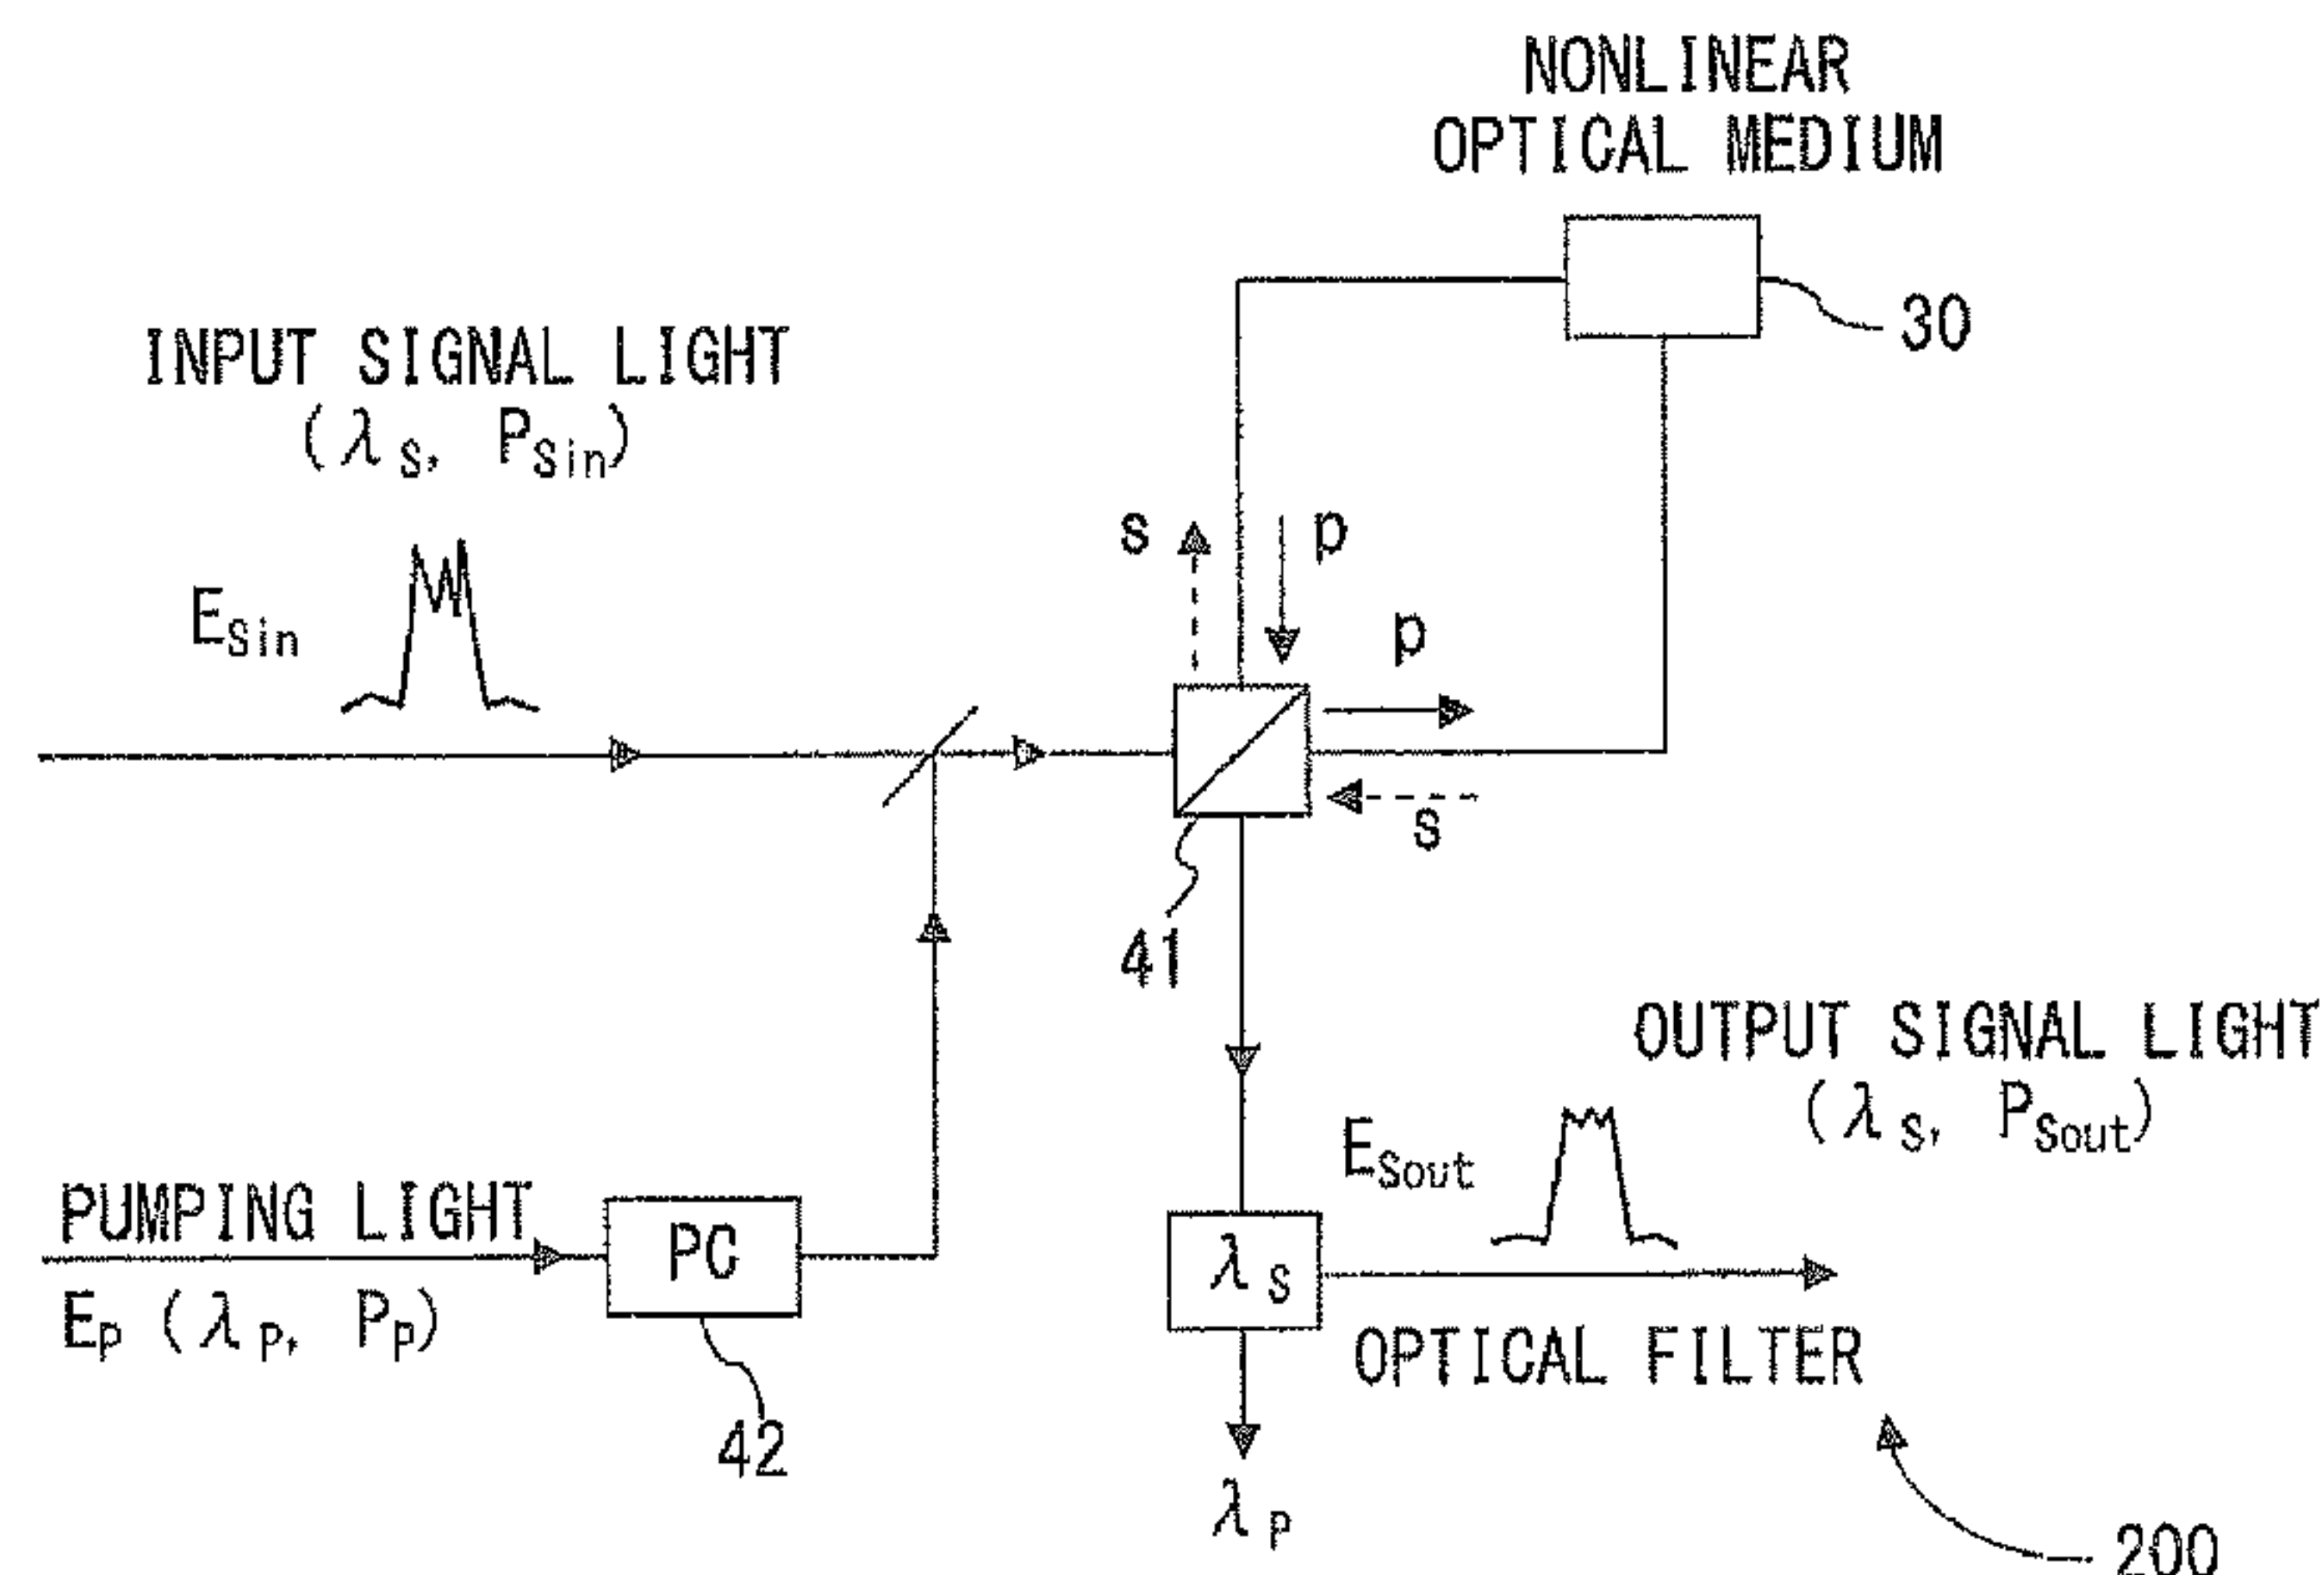 NONLINEAR
OPTICAL MEDIUM
30
INPUT SIGNAL LIGHT
(λS, PSin)
ESin
s
p
p
s
41
OUTPUT SIGNAL LIGHT
(λS, PSout)
ESout
PUMPING LIGHT
PC
EP (λP, PP)
42
λS
OPTICAL FILTER
λP
200